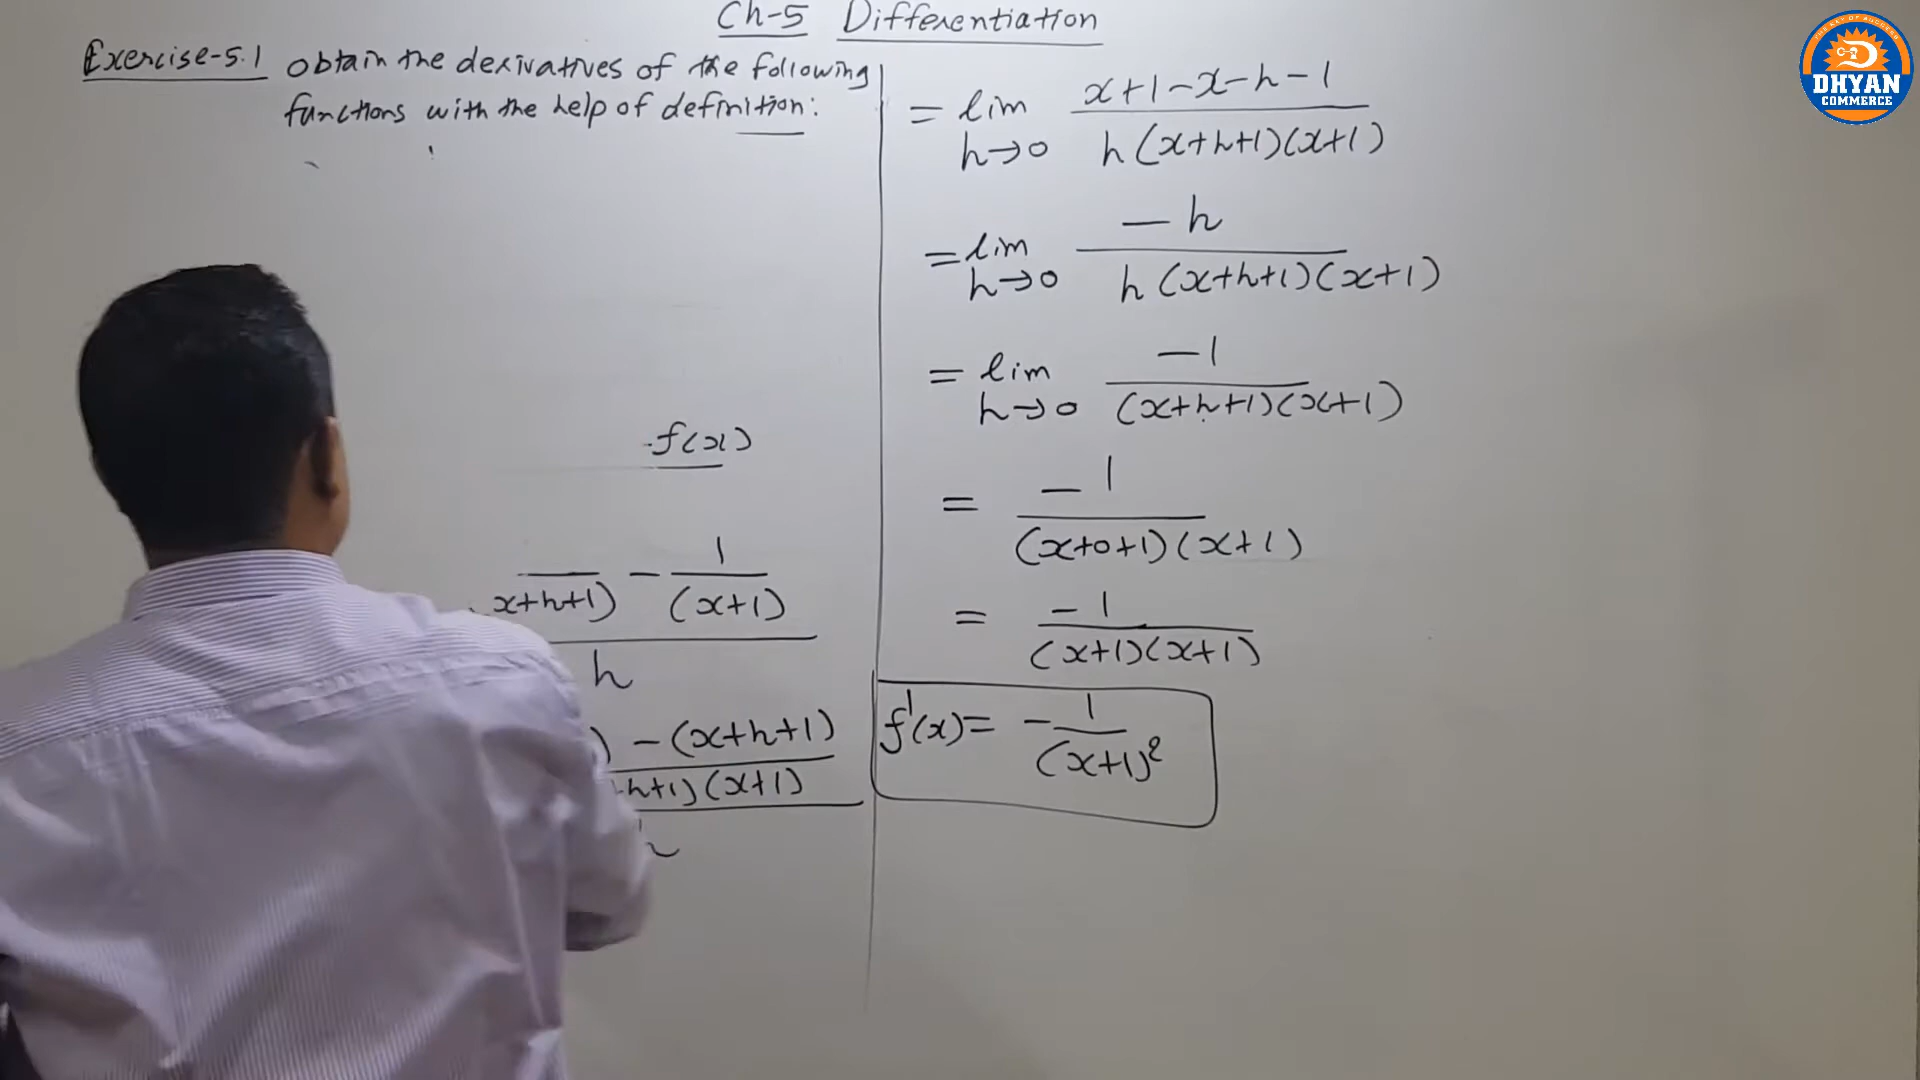 Ch-5 Differentiation
Exercise-5.1 obtain the derivatives of the following
functions with the help of definition:
f(x)
1
x+h+1) - (x+1)
h
) - (x+h+1)
h+1) (x+1)
= lim x+1-x-h-1
h→0 h(x+h+1)(x+1)
= lim -h
h→0 h(x+h+1)(x+1)
= lim -1
h→0 (x+h+1)(x+1)
= -1
(x+0+1)(x+1)
= -1
(x+1)(x+1)
f'(x) = - 1
(x+1)²
DHYAN
COMMERCE